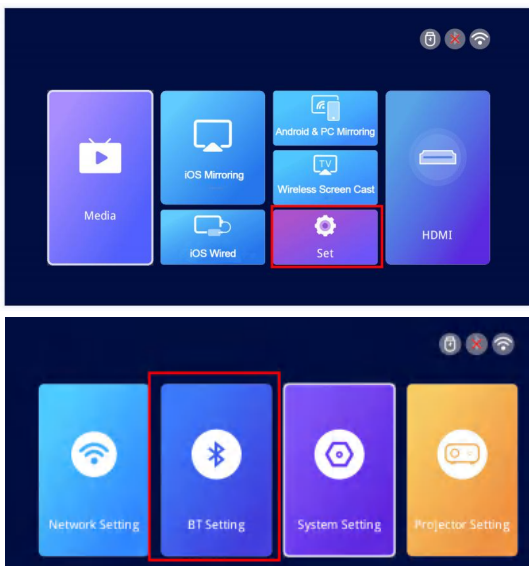 Media
iOS Mirroring
iOS Wired
Android & PC Mirroring
TV
Wireless Screen Cast
Set
HDMI
Network Setting
BT Setting
System Setting
Projector Setting